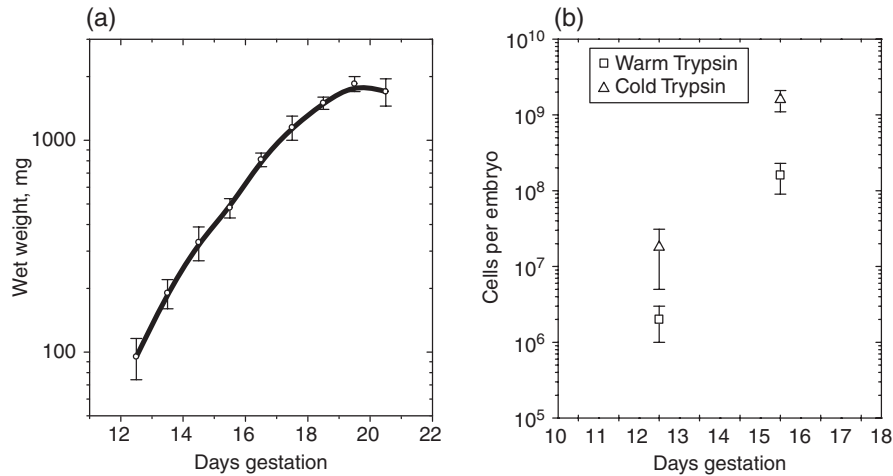 (a)
Wet weight, mg
1000
100
12 14 16 18 20 22
Days gestation
(b)
Cells per embryo
10^10
10^9
10^8
10^7
10^6
10^5
Warm Trypsin
Cold Trypsin
10 11 12 13 14 15 16 17 18
Days gestation